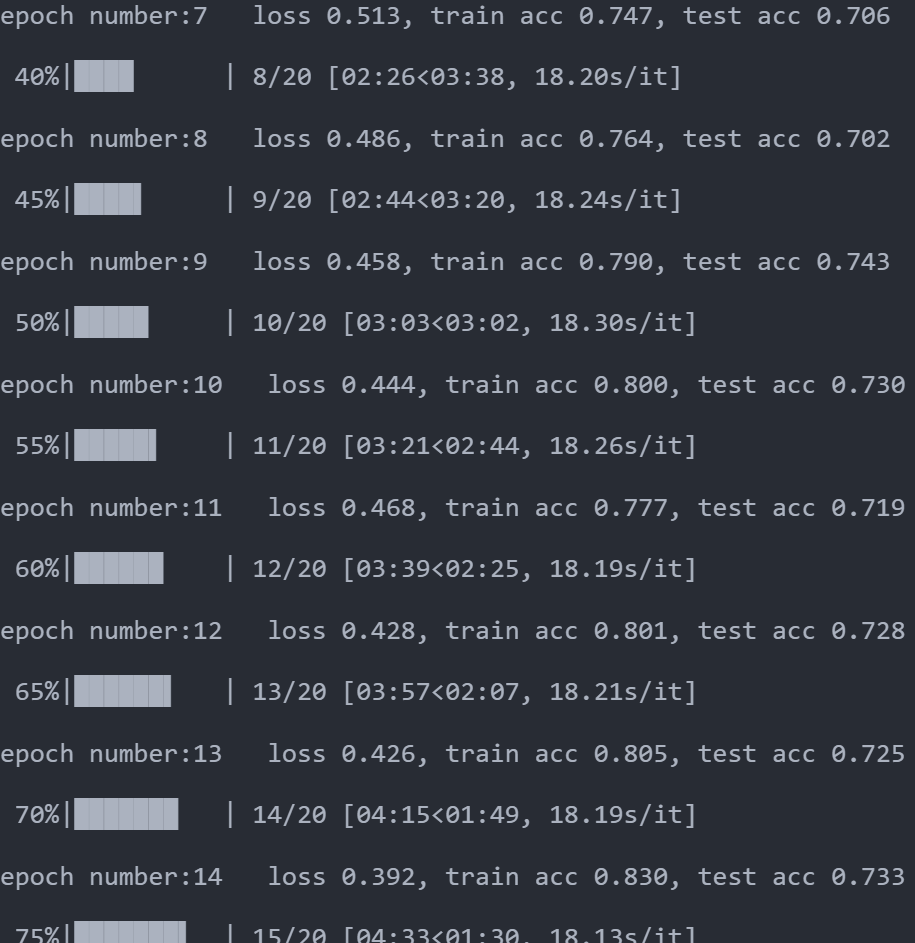 epoch number:7   loss 0.513, train acc 0.747, test acc 0.706
 40%|████      | 8/20 [02:26<03:38, 18.20s/it]
epoch number:8   loss 0.486, train acc 0.764, test acc 0.702
 45%|████▌     | 9/20 [02:44<03:20, 18.24s/it]
epoch number:9   loss 0.458, train acc 0.790, test acc 0.743
 50%|█████     | 10/20 [03:03<03:02, 18.30s/it]
epoch number:10   loss 0.444, train acc 0.800, test acc 0.730
 55%|█████▌    | 11/20 [03:21<02:44, 18.26s/it]
epoch number:11   loss 0.468, train acc 0.777, test acc 0.719
 60%|██████    | 12/20 [03:39<02:25, 18.19s/it]
epoch number:12   loss 0.428, train acc 0.801, test acc 0.728
 65%|██████▌   | 13/20 [03:57<02:07, 18.21s/it]
epoch number:13   loss 0.426, train acc 0.805, test acc 0.725
 70%|███████   | 14/20 [04:15<01:49, 18.19s/it]
epoch number:14   loss 0.392, train acc 0.830, test acc 0.733
 75%|███████▌  | 15/20 [04:33<01:30, 18.13s/it]